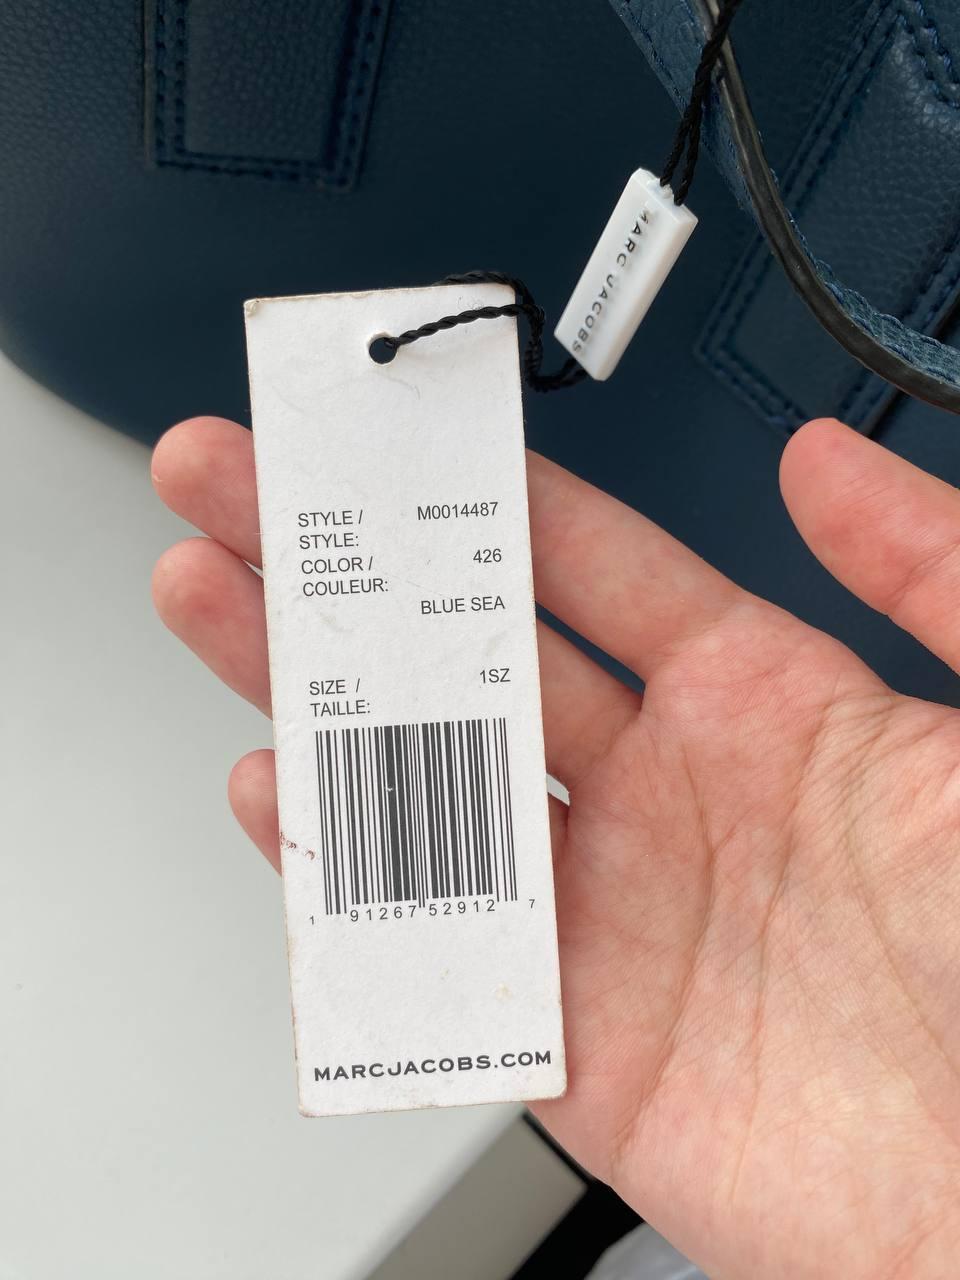 MARC JACOBS
STYLE / M0014487
STYLE:
COLOR / 426
COULEUR:
BLUE SEA
SIZE / 1SZ
TAILLE:
1 91267 52912 7
MARCJACOBS.COM